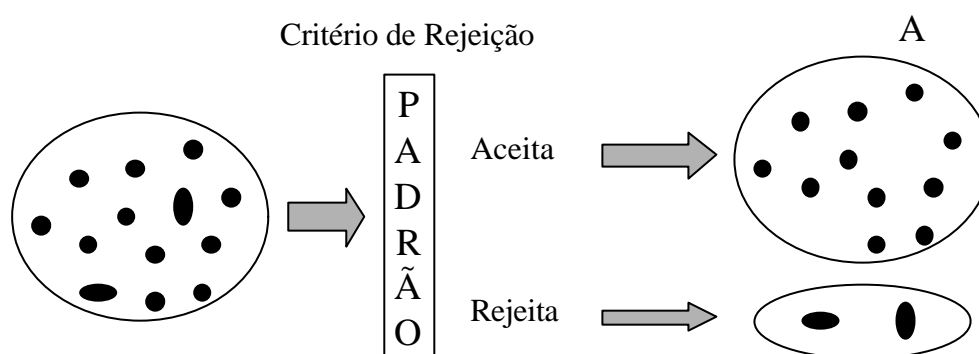 Critério de Rejeição
A
P
A
D
R
Ã
O
Aceita
Rejeita